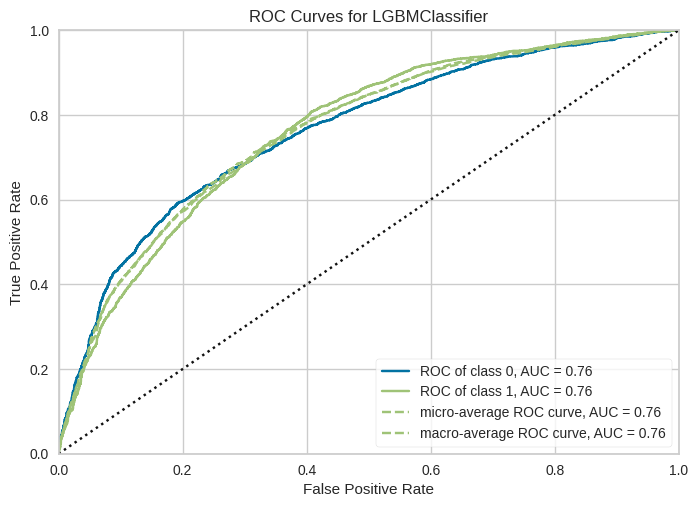 ROC Curves for LGBMClassifier
True Positive Rate
1.0
0.8
0.6
0.4
0.2
0.0
ROC of class 0, AUC = 0.76
ROC of class 1, AUC = 0.76
micro-average ROC curve, AUC = 0.76
macro-average ROC curve, AUC = 0.76
0.0 0.2 0.4 0.6 0.8 1.0
False Positive Rate